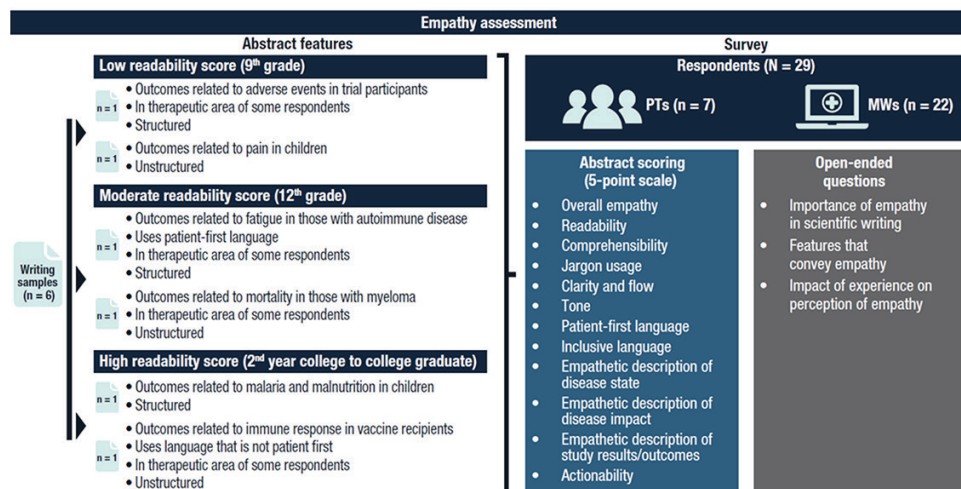 Empathy assessment
Abstract features
Low readability score (9th grade)
n = 1
• Outcomes related to adverse events in trial participants
• In therapeutic area of some respondents
• Structured
n = 1
• Outcomes related to pain in children
• Unstructured
Moderate readability score (12th grade)
n = 1
• Outcomes related to fatigue in those with autoimmune disease
• Uses patient-first language
• In therapeutic area of some respondents
• Structured
n = 1
• Outcomes related to mortality in those with myeloma
• In therapeutic area of some respondents
• Unstructured
Writing
samples
(n = 6)
High readability score (2nd year college to college graduate)
n = 1
• Outcomes related to malaria and malnutrition in children
• Structured
n = 1
• Outcomes related to immune response in vaccine recipients
• Uses language that is not patient first
• In therapeutic area of some respondents
• Unstructured
Survey
Respondents (N = 29)
PTs (n = 7)
MWs (n = 22)
Abstract scoring
(5-point scale)
• Overall empathy
• Readability
• Comprehensibility
• Jargon usage
• Clarity and flow
• Tone
• Patient-first language
• Inclusive language
• Empathetic description of
disease state
• Empathetic description of
disease impact
• Empathetic description of
study results/outcomes
• Actionability
Open-ended
questions
• Importance of empathy
in scientific writing
• Features that
convey empathy
• Impact of experience on
perception of empathy